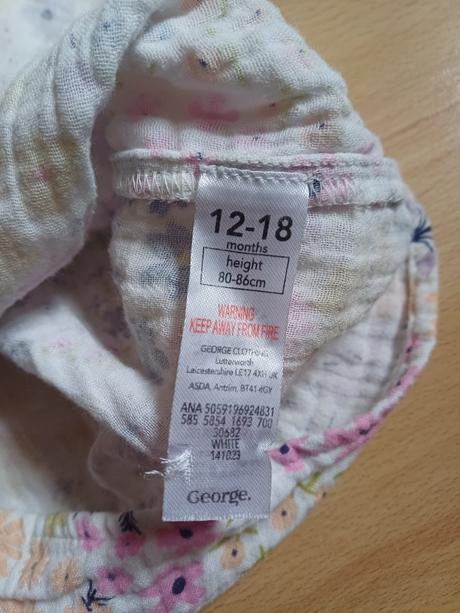 12-18
months
height
80-86cm
WARNING
KEEP AWAY FROM FIRE
GEORGE CLOTHING
Lutterworth
Leicestershire LE17 4XH UK
ASDA, Antrim, BT41 4GY
ANA 5059196924831
585 5854 1693 700
S0682
WHITE
141023
George.